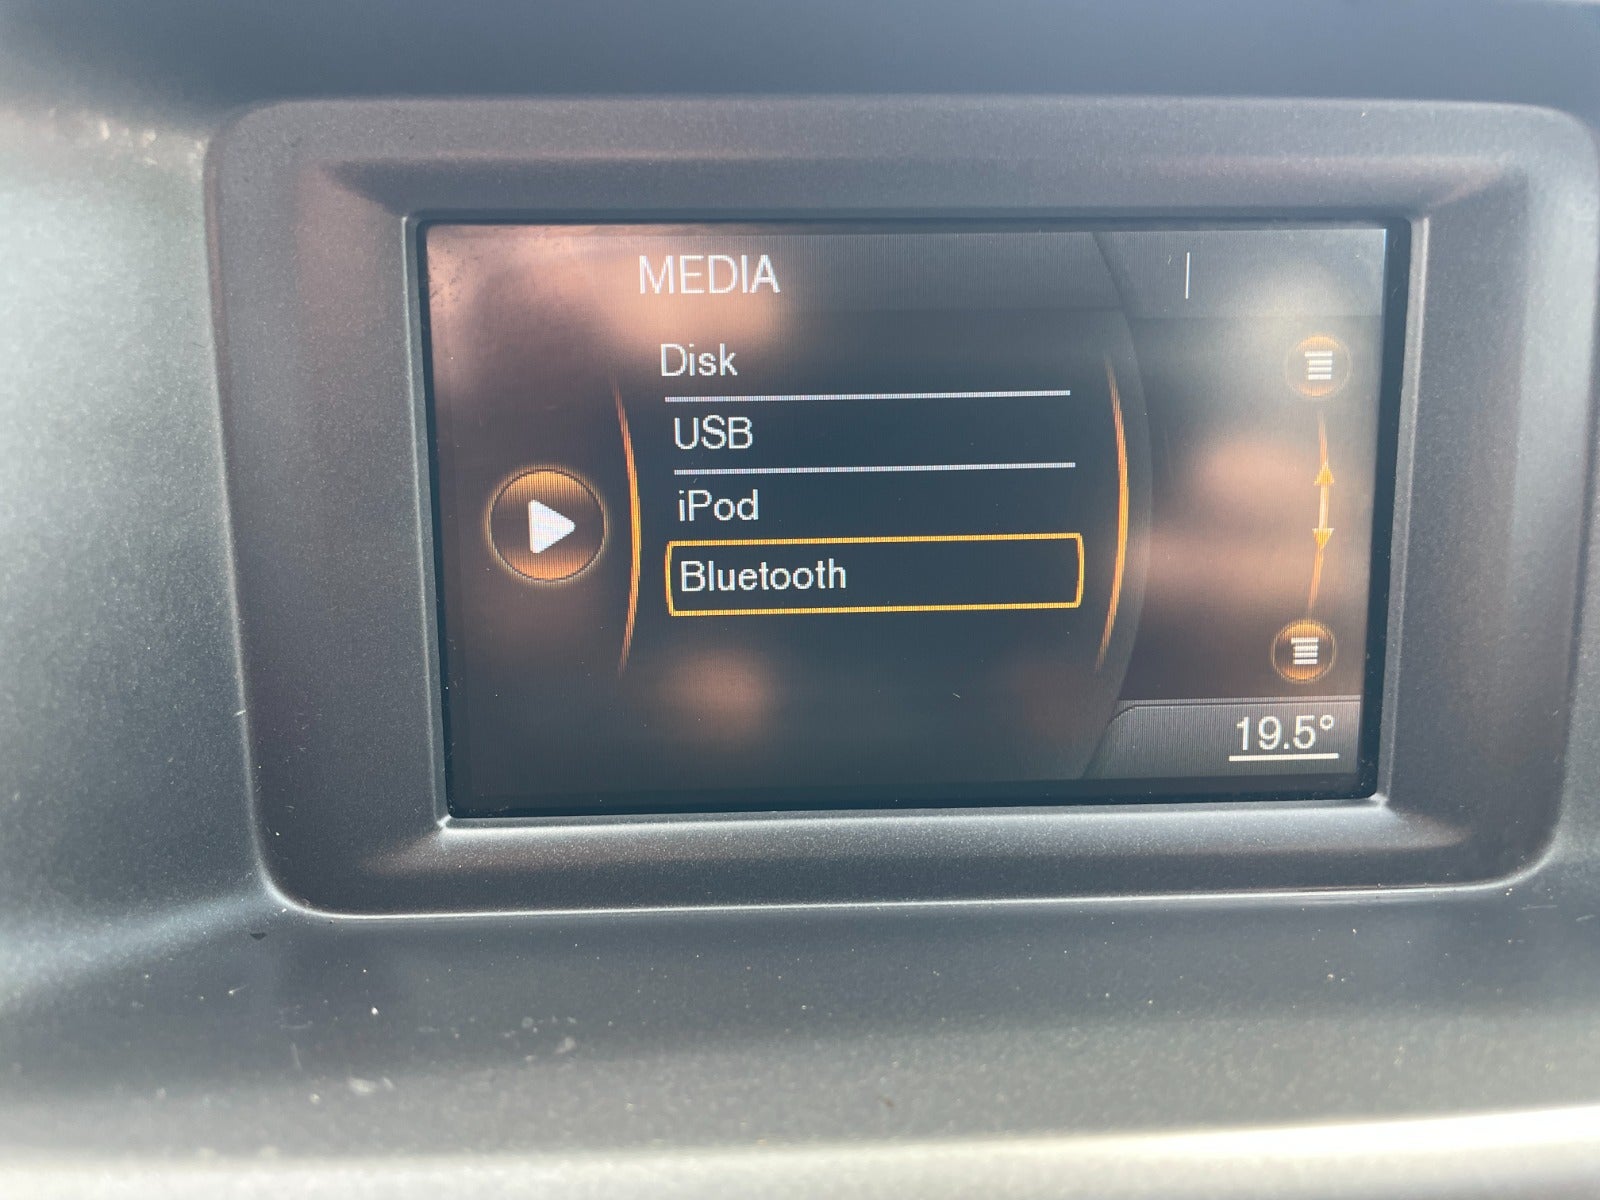 MEDIA
Disk
USB
iPod
Bluetooth
19.5°